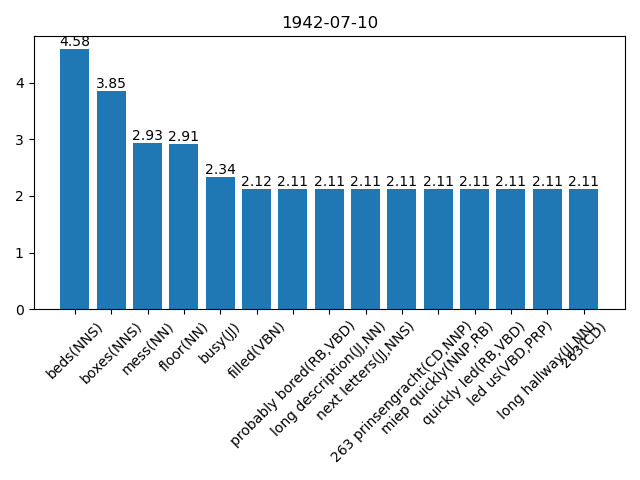 1942-07-10
4.58
3.85
2.93
2.91
2.34
2.12
2.11
2.11
2.11
2.11
2.11
2.11
2.11
2.11
2.11
4
3
2
1
0
beds(NNS)
boxes(NNS)
mess(NN)
floor(NN)
busy(JJ)
filled(VBN)
probably bored(RB,VBD)
long description(JJ,NN)
next letters(JJ,NNS)
263 prinsengracht(CD,NNP)
miep quickly(NNP,RB)
quickly led(RB,VBD)
led us(VBD,PRP)
long hallway(JJ,NN)
263(CD)